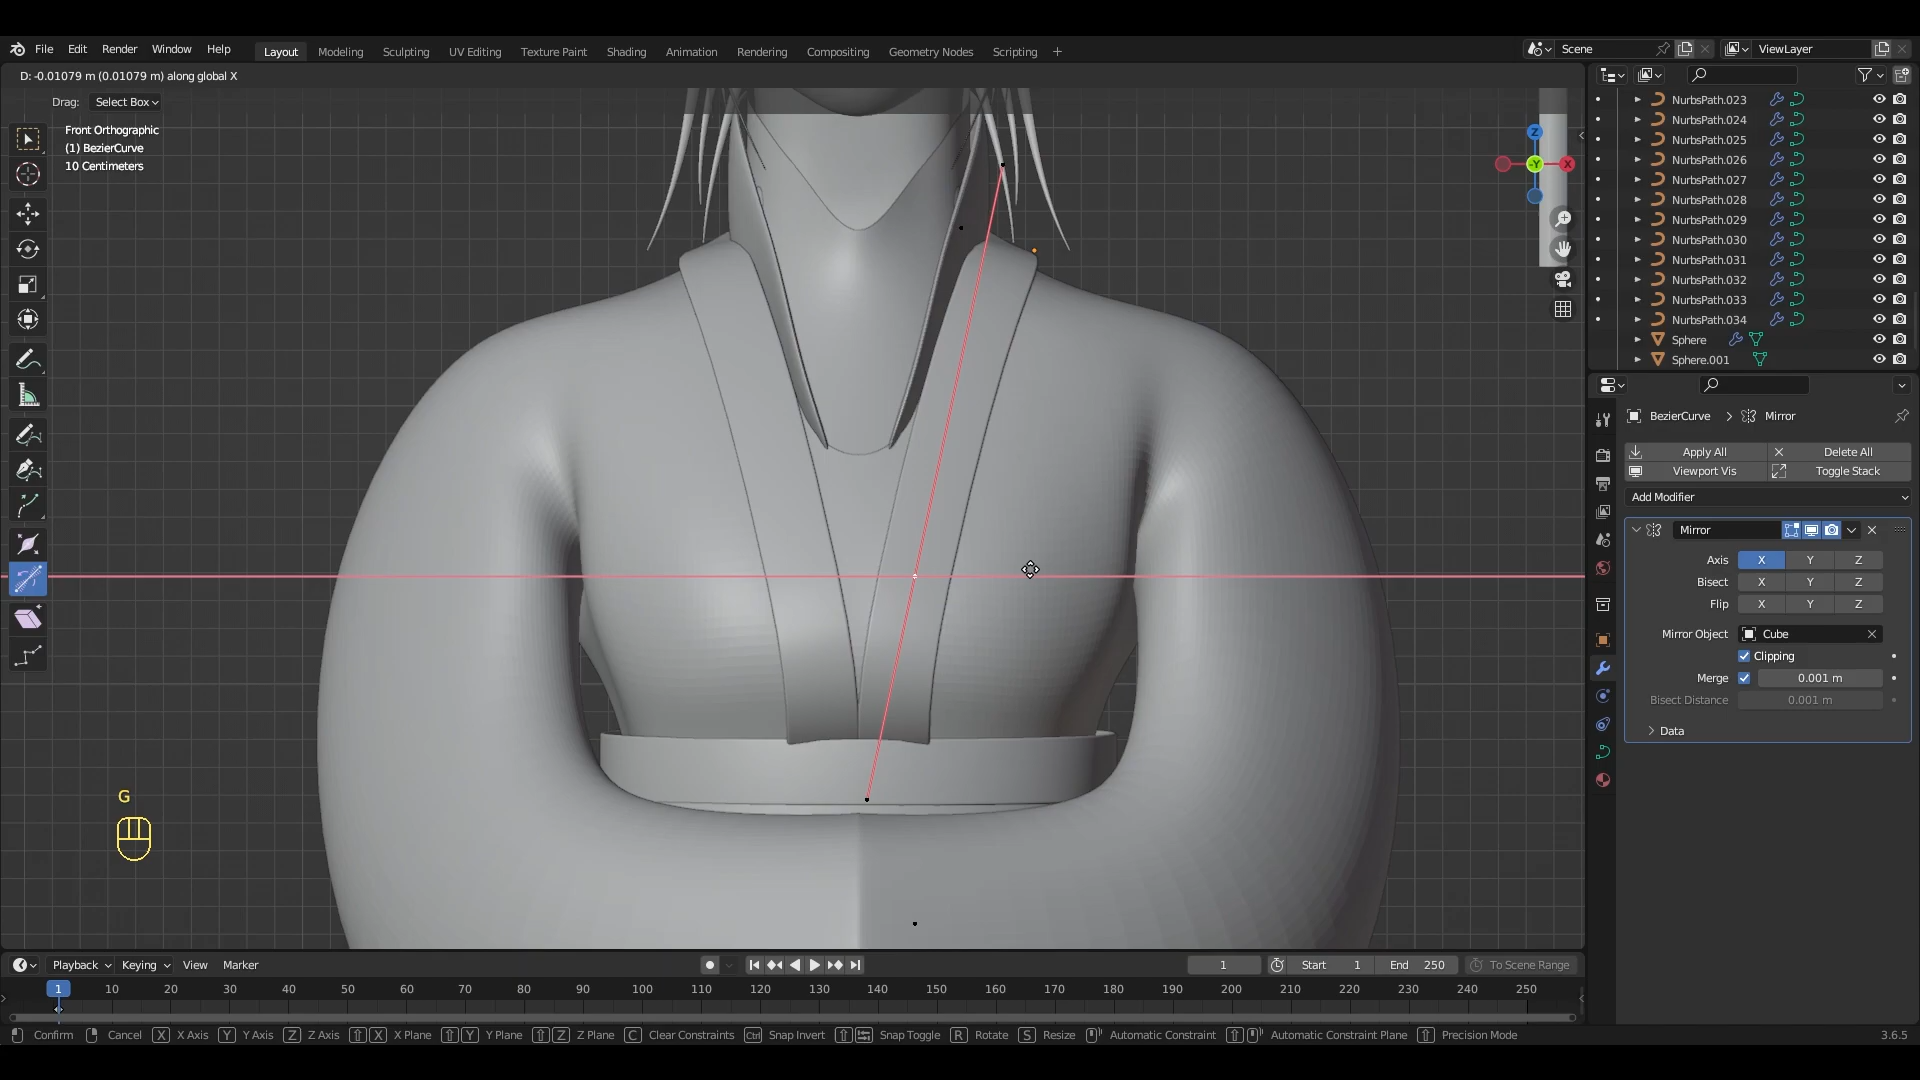 File Edit Render Window Help Layout Modeling Sculpting UV Editing Texture Paint Shading Animation Rendering Compositing Geometry Nodes Scripting + Scene ViewLayer
D: -0.01079 m (0.01079 m) along global X
Drag: Select Box
Front Orthographic
(1) BezierCurve
10 Centimeters
Z
-Y
X
NurbsPath.023
NurbsPath.024
NurbsPath.025
NurbsPath.026
NurbsPath.027
NurbsPath.028
NurbsPath.029
NurbsPath.030
NurbsPath.031
NurbsPath.032
NurbsPath.033
NurbsPath.034
Sphere
Sphere.001
BezierCurve > Mirror
Apply All Delete All
Viewport Vis Toggle Stack
Add Modifier
Mirror
Axis X Y Z
Bisect X Y Z
Flip X Y Z
Mirror Object Cube
Clipping
Merge 0.001 m
Bisect Distance 0.001 m
Data
G
Playback Keying View Marker 1 Start 1 End 250 To Scene Range
1 10 20 30 40 50 60 70 80 90 100 110 120 130 140 150 160 170 180 190 200 210 220 230 240 250
Confirm Cancel X X Axis Y Y Axis Z Z Axis X X Plane Y Y Plane Z Z Plane C Clear Constraints Ctrl Snap Invert Snap Toggle R Rotate S Resize Automatic Constraint Automatic Constraint Plane Precision Mode 3.6.5